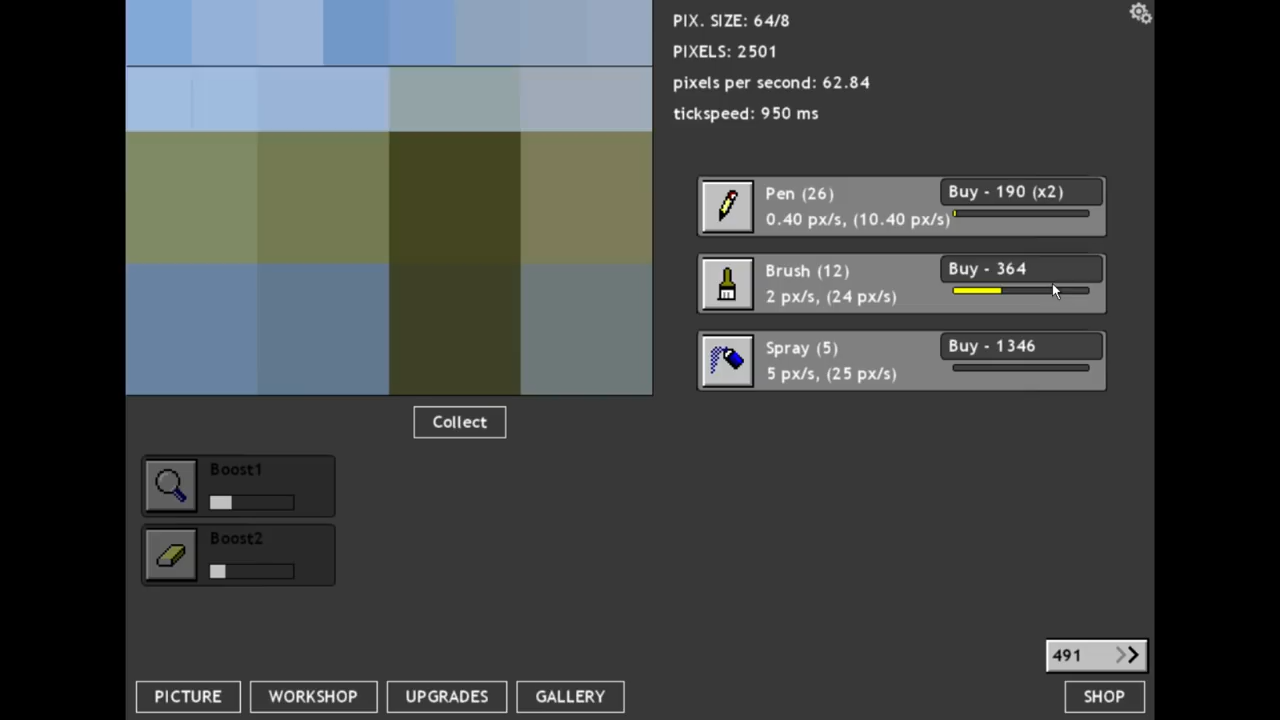 PIX. SIZE: 64/8
PIXELS: 2501
pixels per second: 62.84
tickspeed: 950 ms
Pen (26)
Buy - 190 (x2)
0.40 px/s, (10.40 px/s)
Brush (12)
Buy - 364
2 px/s, (24 px/s)
Spray (5)
Buy - 1346
5 px/s, (25 px/s)
Collect
Boost1
Boost2
491
PICTURE
WORKSHOP
UPGRADES
GALLERY
SHOP